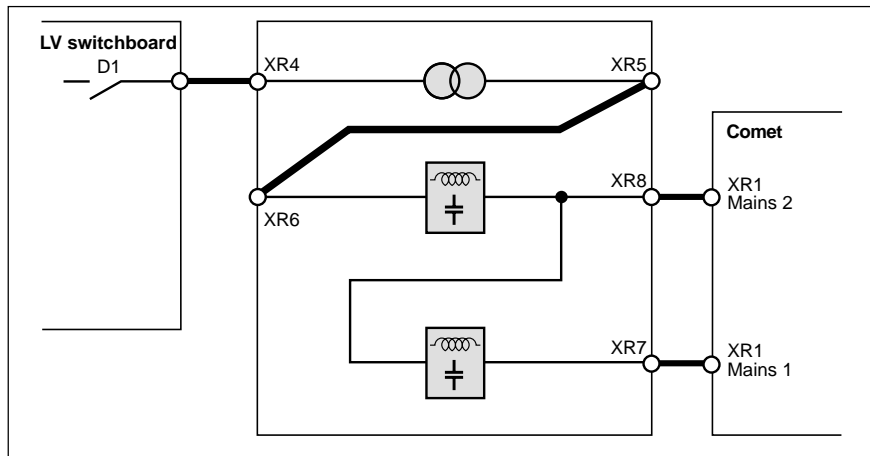 LV switchboard
D1
XR4
XR5
Comet
XR6
XR8
XR1
Mains 2
XR7
XR1
Mains 1